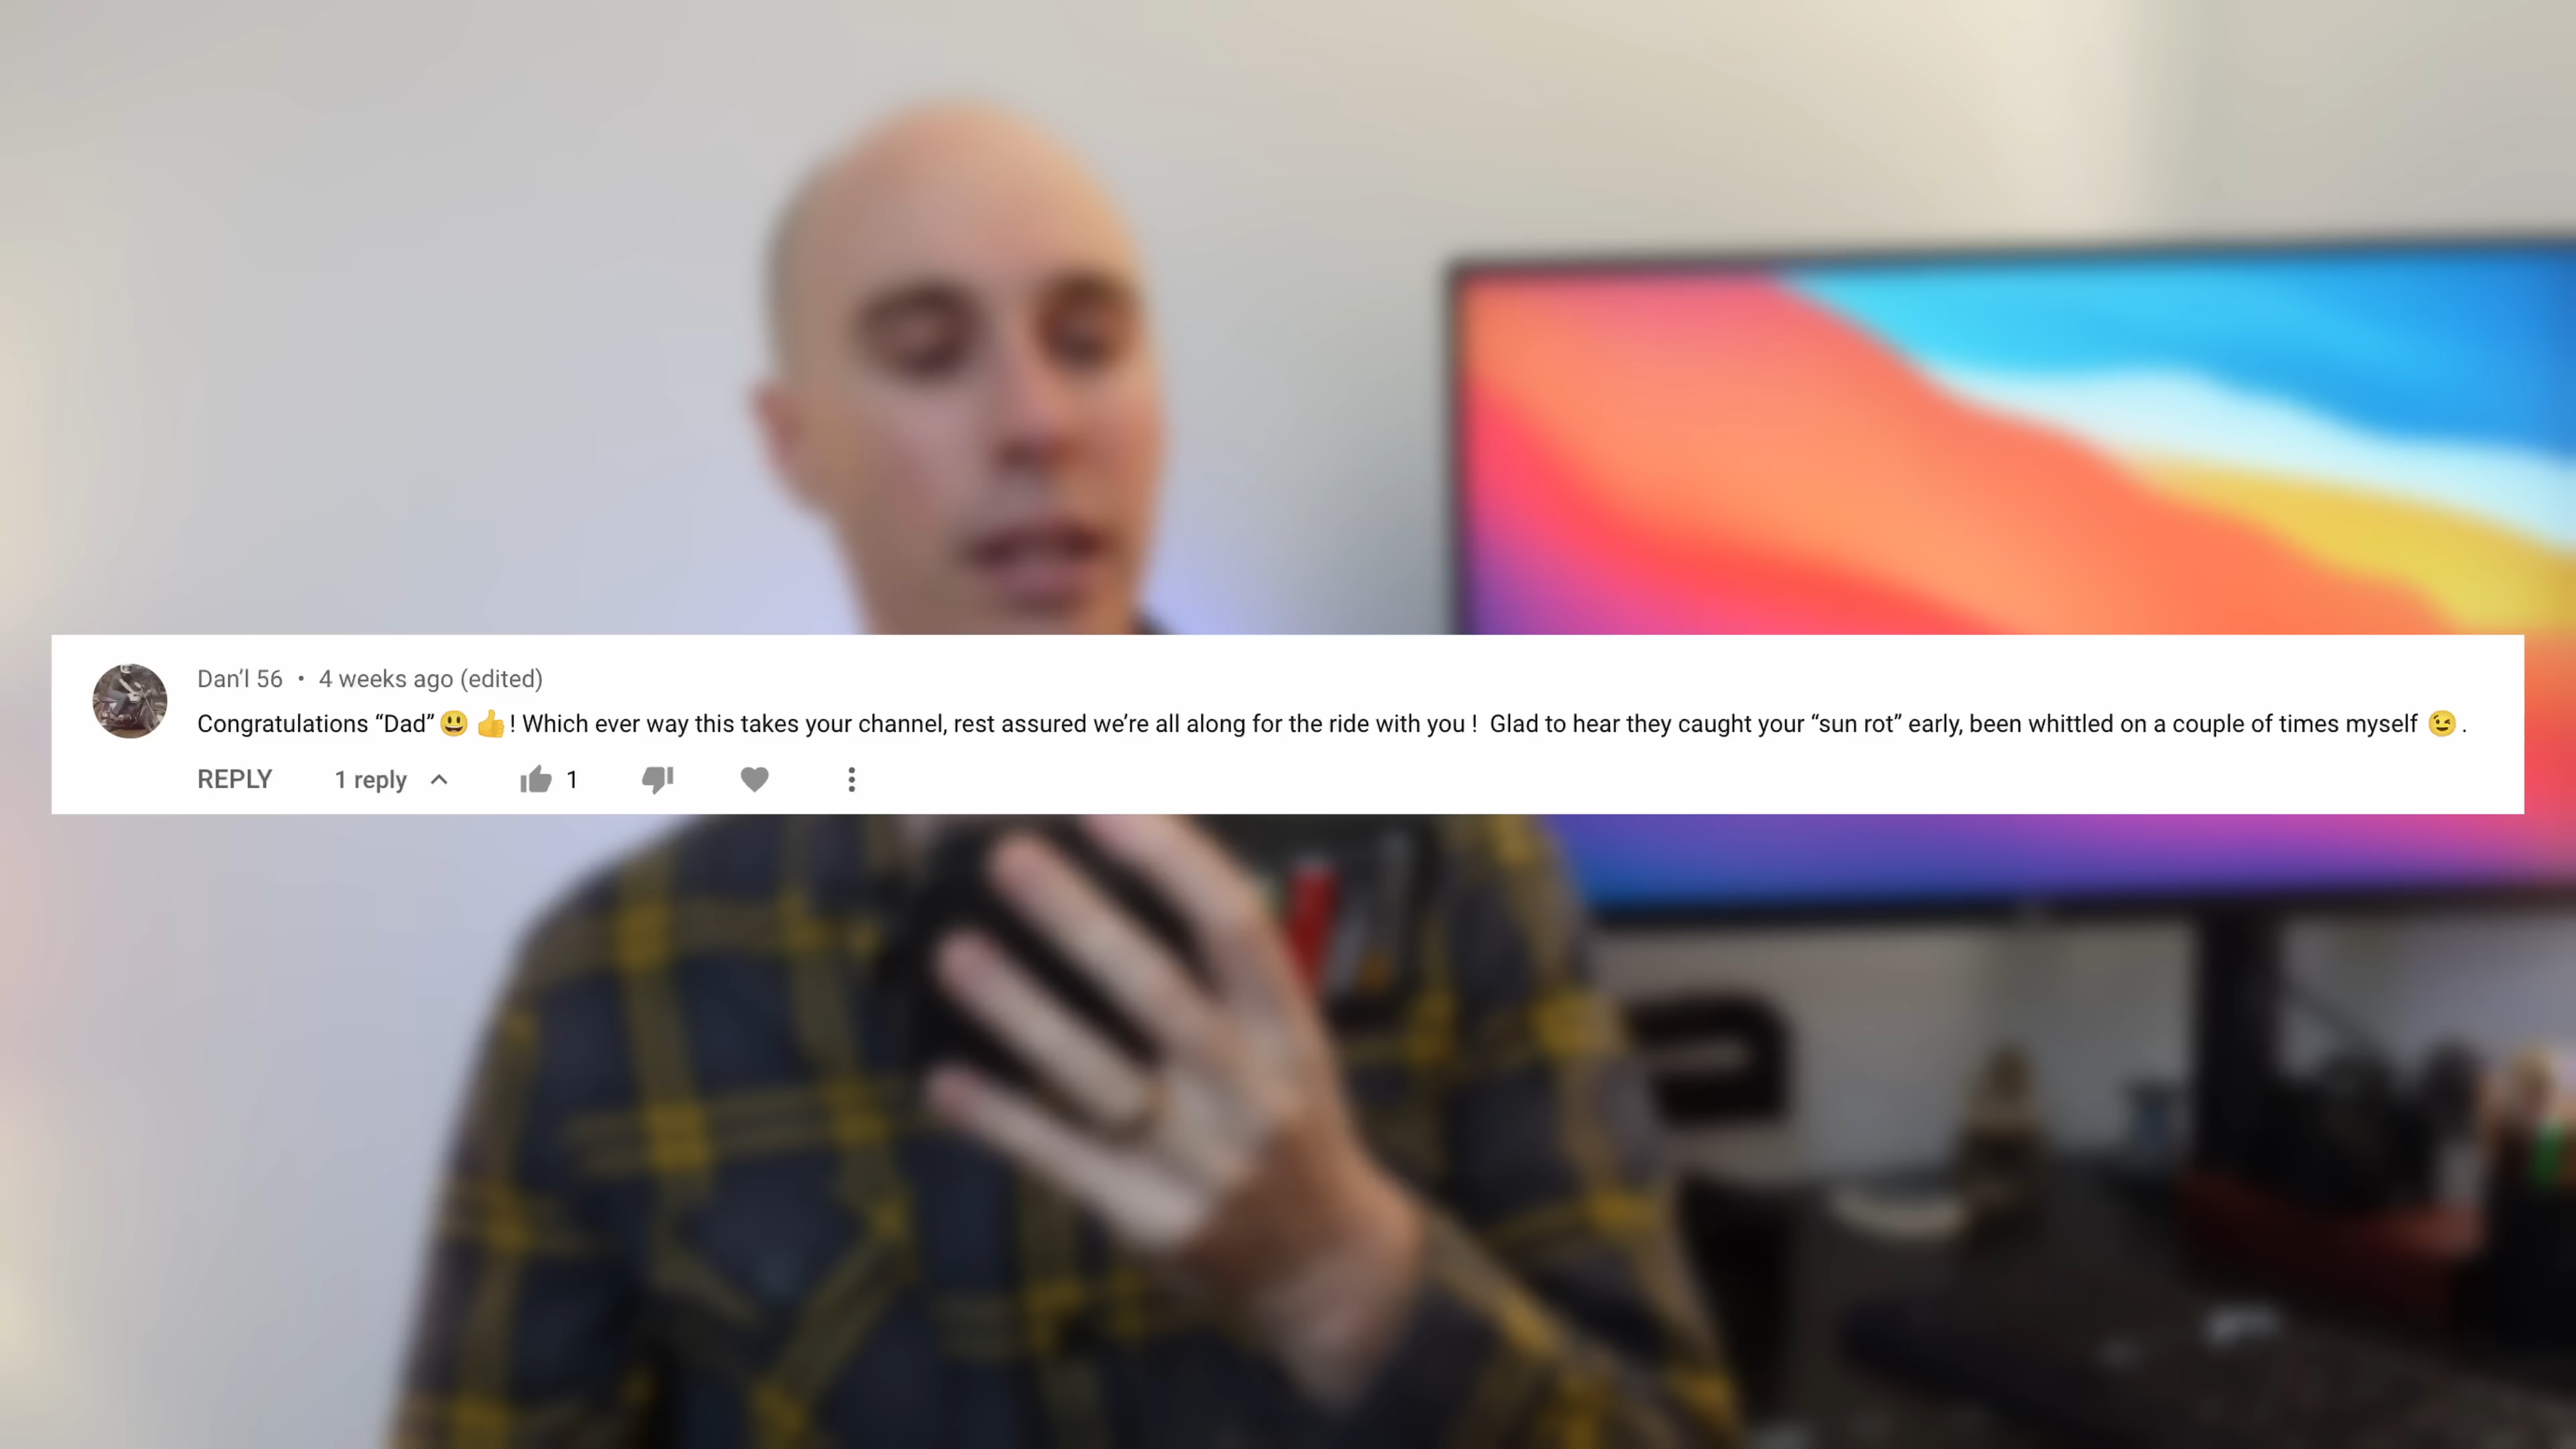 Dan'l 56 • 4 weeks ago (edited)
Congratulations “Dad”😃 👍! Which ever way this takes your channel, rest assured we’re all along for the ride with you !  Glad to hear they caught your “sun rot” early, been whittled on a couple of times myself 😉.
REPLY 1 reply 1